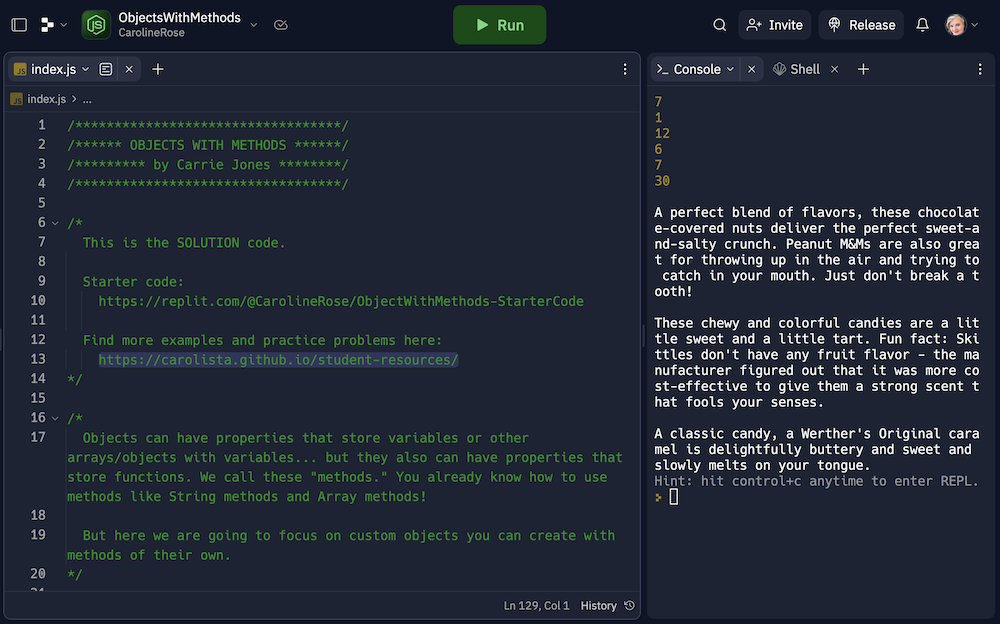 ObjectsWithMethods
CarolineRose
Run
Invite
Release
JS index.js
JS index.js > ...
1 /**********************************/
2 /****** OBJECTS WITH METHODS ******/
3 /********* by Carrie Jones ********/
4 /**********************************/
5
6 /*
7 This is the SOLUTION code.
8
9 Starter code:
10 https://replit.com/@CarolineRose/ObjectWithMethods-StarterCode
11
12 Find more examples and practice problems here:
13 https://carolista.github.io/student-resources/
14 */
15
16 /*
17 Objects can have properties that store variables or other
arrays/objects with variables... but they also can have properties that
store functions. We call these "methods." You already know how to use
methods like String methods and Array methods!
18
19 But here we are going to focus on custom objects you can create with
methods of their own.
20 */
Ln 129, Col 1 History
Console
Shell
7
1
12
6
7
30
A perfect blend of flavors, these chocolat
e-covered nuts deliver the perfect sweet-a
nd-salty crunch. Peanut M&Ms are also grea
t for throwing up in the air and trying to
catch in your mouth. Just don't break a t
ooth!
These chewy and colorful candies are a lit
tle sweet and a little tart. Fun fact: Ski
ttles don't have any fruit flavor - the ma
nufacturer figured out that it was more co
st-effective to give them a strong scent t
hat fools your senses.
A classic candy, a Werther's Original cara
mel is delightfully buttery and sweet and
slowly melts on your tongue.
Hint: hit control+c anytime to enter REPL.